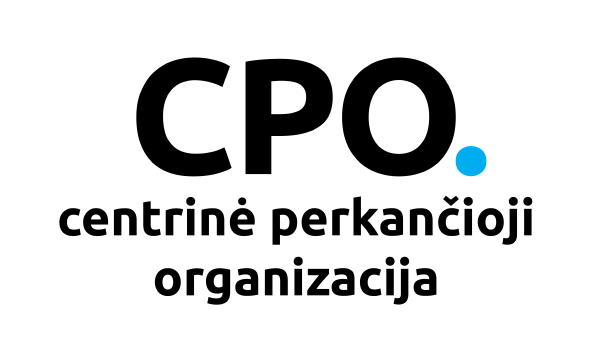 CPO.
centrinė perkančioji
organizacija